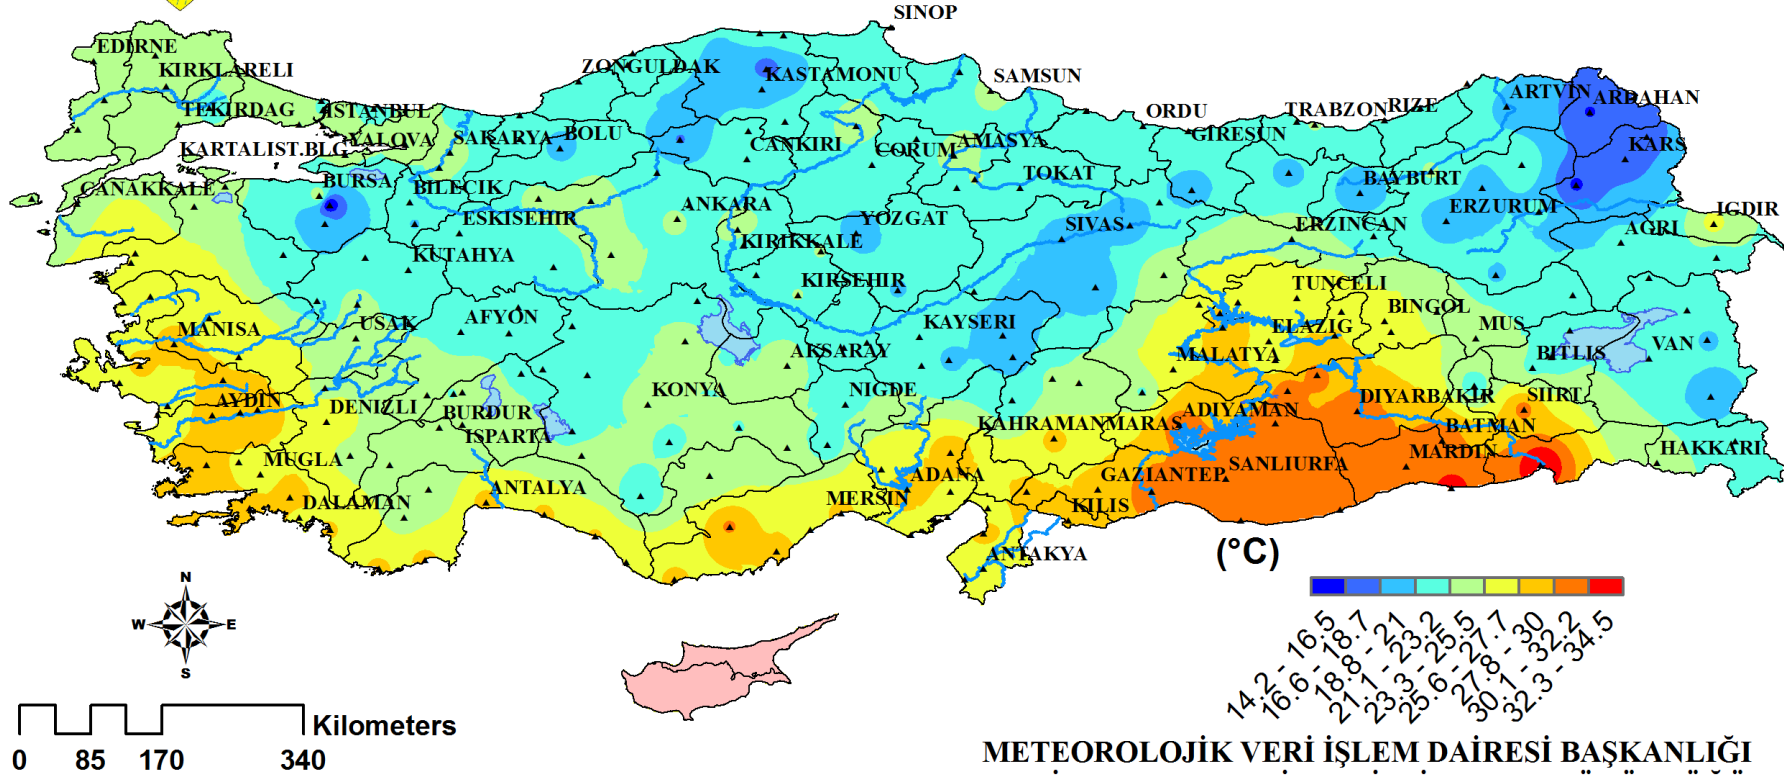 SINOP
EDIRNE
KIRKLARELI
TEKIRDAG
ISTANBUL
YALOVA
KARTALIST.BLG
SAKARYA
BOLU
ZONGULDAK
KASTAMONU
SAMSUN
CANKIRI
CORUM
AMASYA
ORDU
GIRESUN
TRABZON
RIZE
ARTVIN
ARDAHAN
KARS
CANAKKALE
BURSA
BILECIK
ESKISEHIR
ANKARA
KIRIKKALE
YOZGAT
TOKAT
SIVAS
BAYBURT
ERZINCAN
ERZURUM
AGRI
IGDIR
KUTAHYA
KIRSEHIR
TUNCELI
BINGOL
MANISA
USAK
AFYON
KAYSERI
AKSARAY
ELAZIG
MUS
MALATYA
BITLIS
VAN
AYDIN
DENIZLI
BURDUR
ISPARTA
KONYA
NIGDE
KAHRAMANMARAS
ADIYAMAN
DIYARBAKIR
SIIRT
BATMAN
MUGLA
DALAMAN
ANTALYA
MERSIN
ADANA
GAZIANTEP
SANLIURFA
MARDIN
HAKKARI
KILIS
ANTAKYA
(°C)
14.2 - 16.5
16.6 - 18.7
18.8 - 21
21.1 - 23.2
23.3 - 25.5
25.6 - 27.7
27.8 - 30
30.1 - 32.2
32.3 - 34.5
N
W E
S
Kilometers
0 85 170 340
METEOROLOJİK VERİ İŞLEM DAİRESİ BAŞKANLIĞI